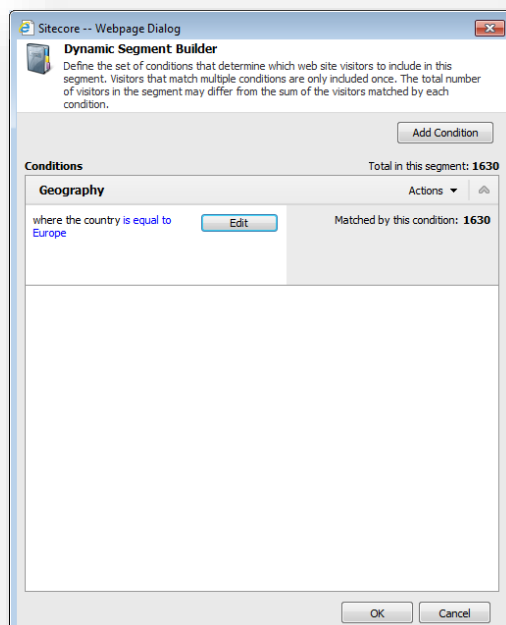 Sitecore -- Webpage Dialog
Dynamic Segment Builder
Define the set of conditions that determine which web site visitors to include in this
segment. Visitors that match multiple conditions are only included once. The total number
of visitors in the segment may differ from the sum of the visitors matched by each
condition.
Add Condition
Conditions Total in this segment: 1630
Geography Actions
where the country is equal to Edit Matched by this condition: 1630
Europe
OK Cancel